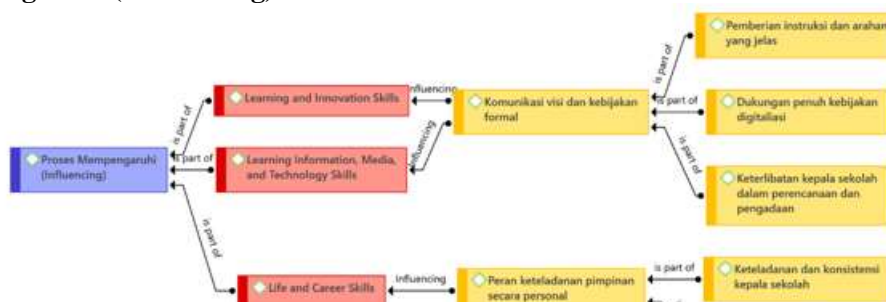 Pemberian instruksi dan arahan
yang jelas
is part of
Learning and Innovation Skills
influencing
Komunikasi visi dan kebijakan
formal
is part of
Dukungan penuh kebijakan
digitaliasi
is part of
Proses Mempengaruhi
(Influencing)
is part of
Learning Information, Media,
and Technology Skills
influencing
is part of
Keterlibatan kepala sekolah
dalam perencanaan dan
pengadaan
is part of
Life and Career Skills
influencing
Peran keteladanan pimpinan
secara personal
is part of
Keteladanan dan konsistensi
kepala sekolah